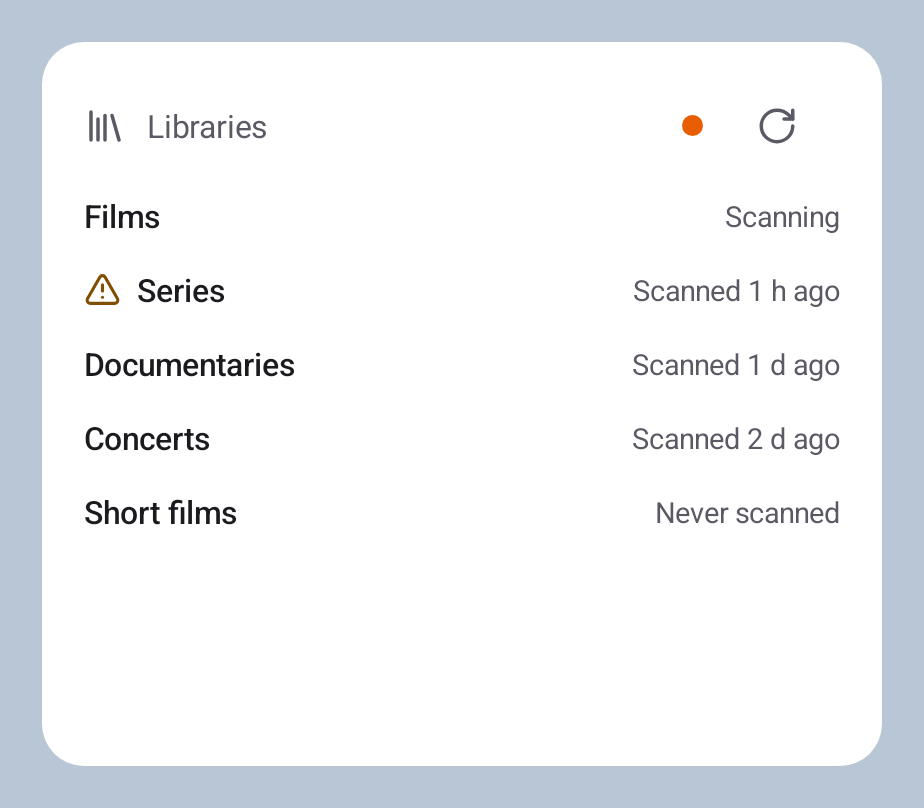 Libraries
Films Scanning
Series Scanned 1 h ago
Documentaries Scanned 1 d ago
Concerts Scanned 2 d ago
Short films Never scanned